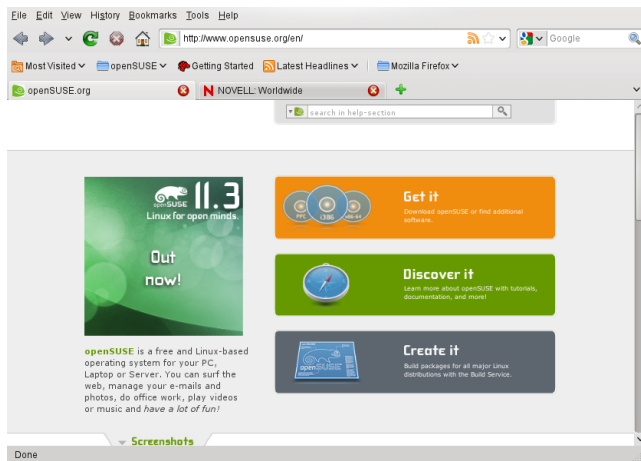 File Edit View History Bookmarks Tools Help
http://www.opensuse.org/en/ Google
Most Visited openSUSE Getting Started Latest Headlines Mozilla Firefox
openSUSE.org NOVELL: Worldwide
search in help-section
openSUSE 11.3
Linux for open minds.
Out
now!
Get it
Download openSUSE or find additional
software.
PPC i386 x86-64
Discover it
Learn more about openSUSE with tutorials,
documentation, and more!
Create it
Build packages for all major Linux
distributions with the Build Service.
openSUSE
openSUSE is a free and Linux-based
operating system for your PC,
Laptop or Server. You can surf the
web, manage your e-mails and
photos, do office work, play videos
or music and have a lot of fun!
Screenshots
Done